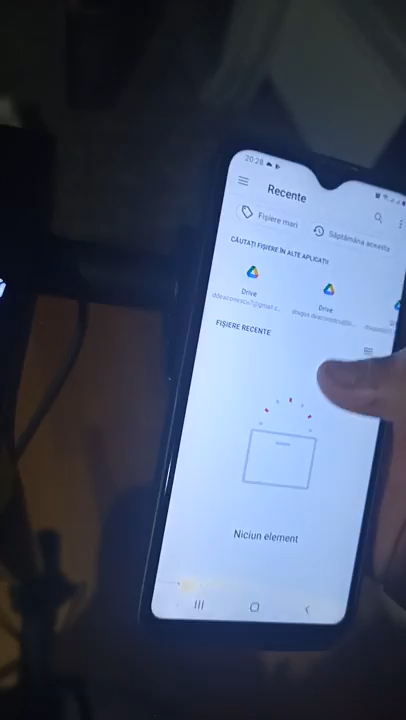 20:28
Recente
Fișiere mari
Săptămâna aceasta
CĂUTAȚI FIȘIERE ÎN ALTE APLICAȚII
Drive
Drive
FIȘIERE RECENTE
Niciun element